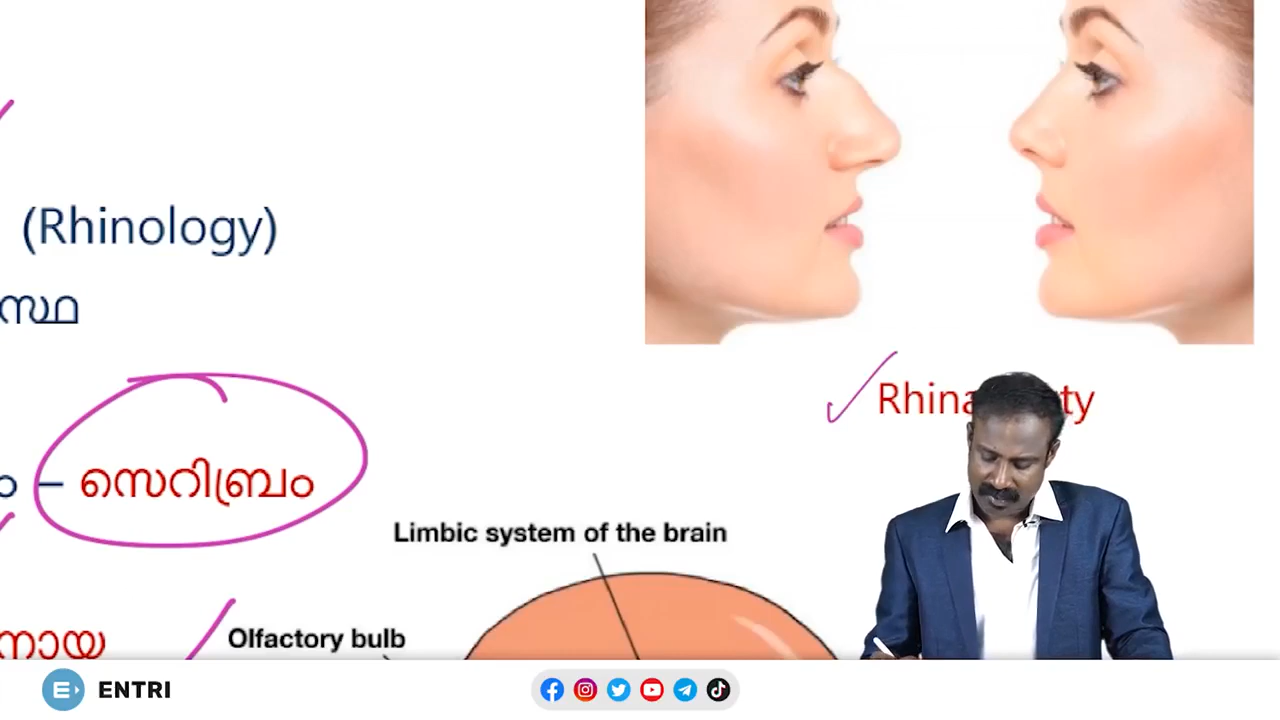 (Rhinology)
സ്ഥ
– സെറിബ്രം
Limbic system of the brain
നായ
Olfactory bulb
ENTRI